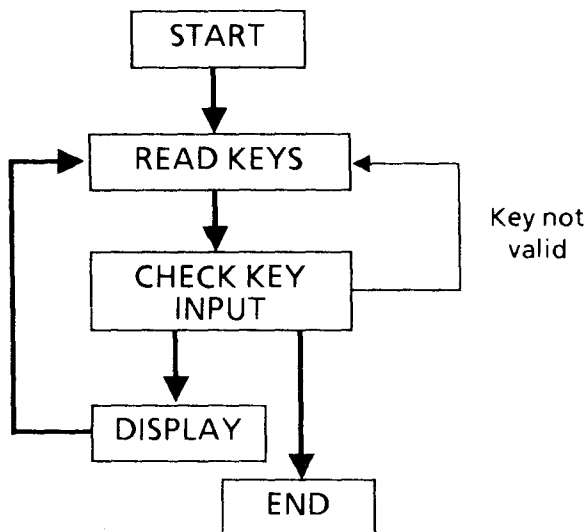 START
READ KEYS
Key not
valid
CHECK KEY
INPUT
DISPLAY
END